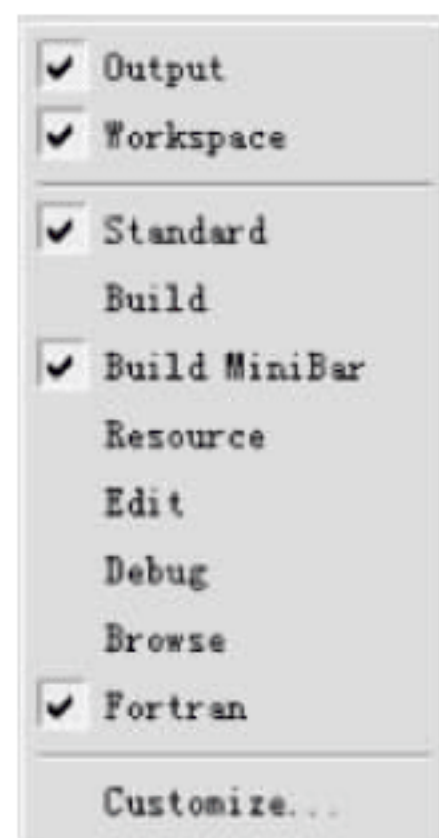 Output
Workspace
Standard
Build
Build MiniBar
Resource
Edit
Debug
Browse
Fortran
Customize...